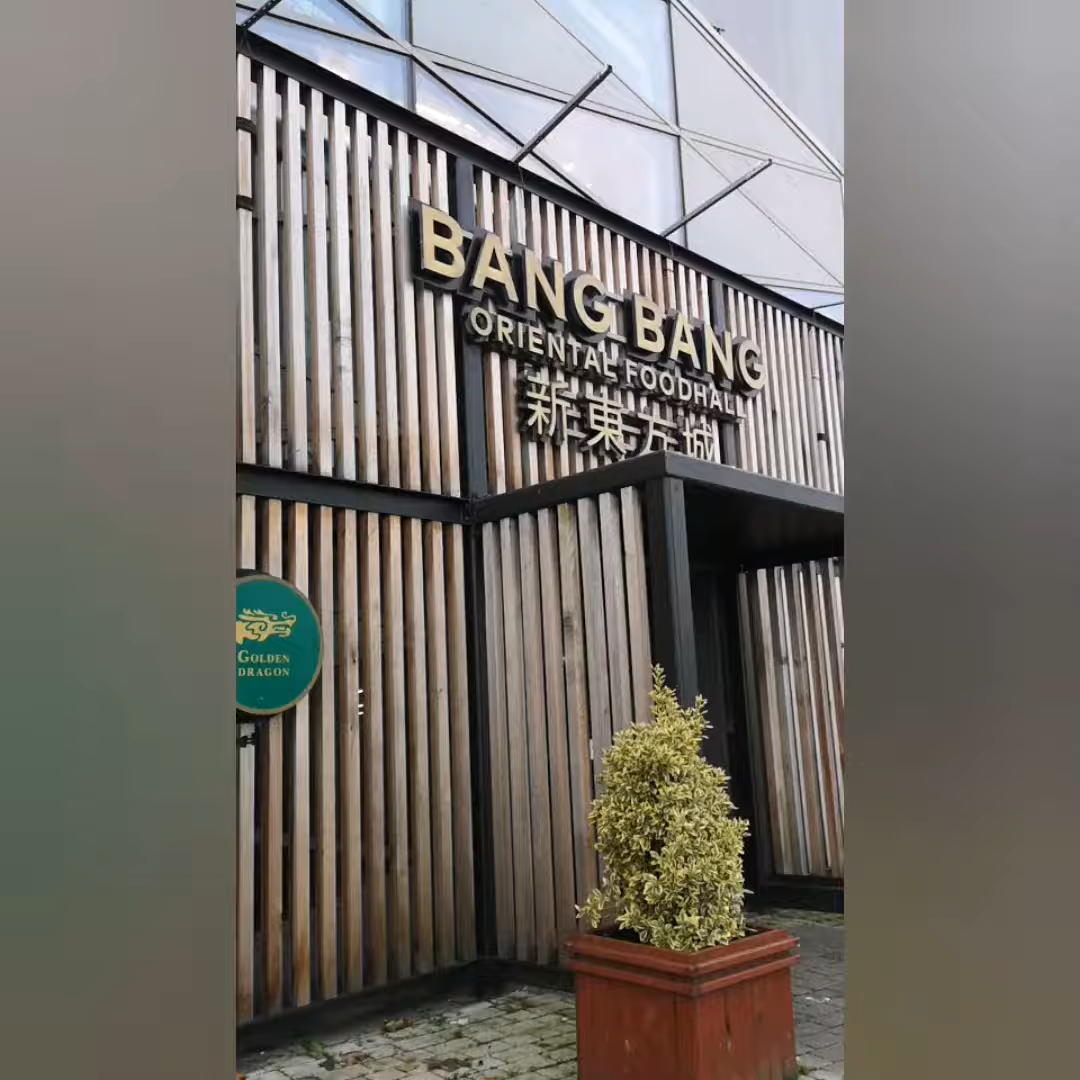 BANG BANG
ORIENTAL FOODHALL
新東方城
GOLDEN
DRAGON